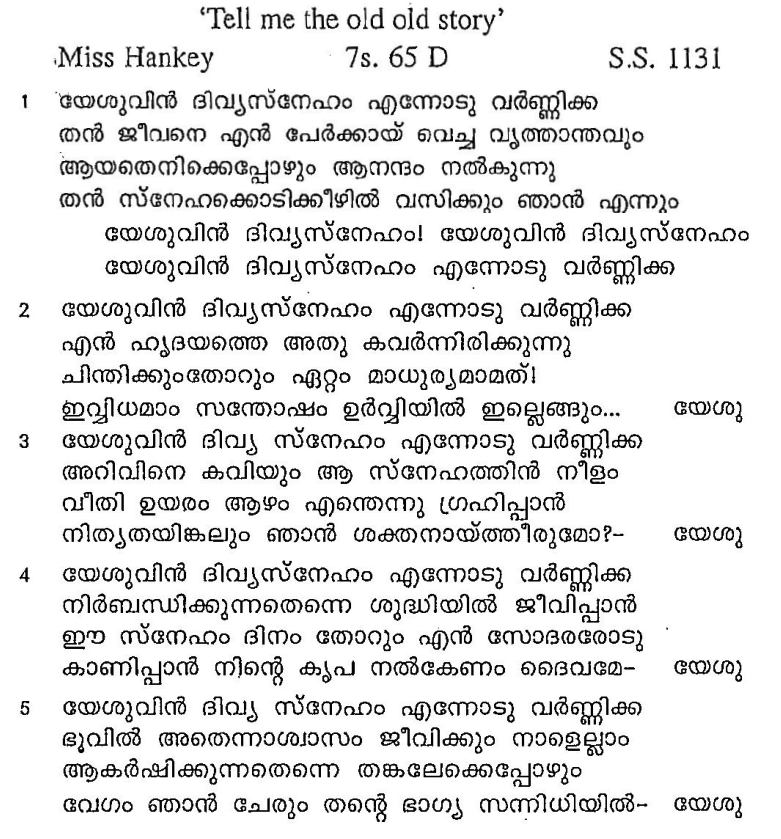 ‘Tell me the old old story’
Miss Hankey 7s. 65 D S.S. 1131
1 യേശുവിൻ ദിവ്യസ്നേഹം എന്നോടു വർണ്ണിക്ക
തൻ ജീവനെ എൻ പേർക്കായ് വെച്ച വൃത്താന്തവും
ആയതെനിക്കെപ്പോഴും ആനന്ദം നൽകുന്നു
തൻ സ്നേഹക്കൊടിക്കീഴിൽ വസിക്കും ഞാൻ എന്നും
യേശുവിൻ ദിവ്യസ്നേഹം! യേശുവിൻ ദിവ്യസ്നേഹം
യേശുവിൻ ദിവ്യസ്നേഹം എന്നോടു വർണ്ണിക്ക
2 യേശുവിൻ ദിവ്യസ്നേഹം എന്നോടു വർണ്ണിക്ക
എൻ ഹൃദയത്തെ അതു കവർന്നിരിക്കുന്നു
ചിന്തിക്കുംതോറും ഏറ്റം മാധുര്യമാമത്!
ഇവ്വിധമാം സന്തോഷം ഉർവ്വിയിൽ ഇല്ലെങ്ങും... യേശു
3 യേശുവിൻ ദിവ്യ സ്നേഹം എന്നോടു വർണ്ണിക്ക
അറിവിനെ കവിയും ആ സ്നേഹത്തിൻ നീളം
വീതി ഉയരം ആഴം എന്തെന്നു ഗ്രഹിപ്പാൻ
നിത്യതയിങ്കലും ഞാൻ ശക്തനായ്ത്തീരുമോ?- യേശു
4 യേശുവിൻ ദിവ്യസ്നേഹം എന്നോടു വർണ്ണിക്ക
നിർബന്ധിക്കുന്നതെന്നെ ശുദ്ധിയിൽ ജീവിപ്പാൻ
ഈ സ്നേഹം ദിനം തോറും എൻ സോദരരോടു
കാണിപ്പാൻ നിന്റെ കൃപ നൽകേണം ദൈവമേ- യേശു
5 യേശുവിൻ ദിവ്യ സ്നേഹം എന്നോടു വർണ്ണിക്ക
ഭൂവിൽ അതെന്നാശ്വാസം ജീവിക്കും നാളെല്ലാം
ആകർഷിക്കുന്നതെന്നെ തങ്കലേക്കെപ്പോഴും
വേഗം ഞാൻ ചേരും തന്റെ ഭാഗ്യ സന്നിധിയിൽ- യേശു